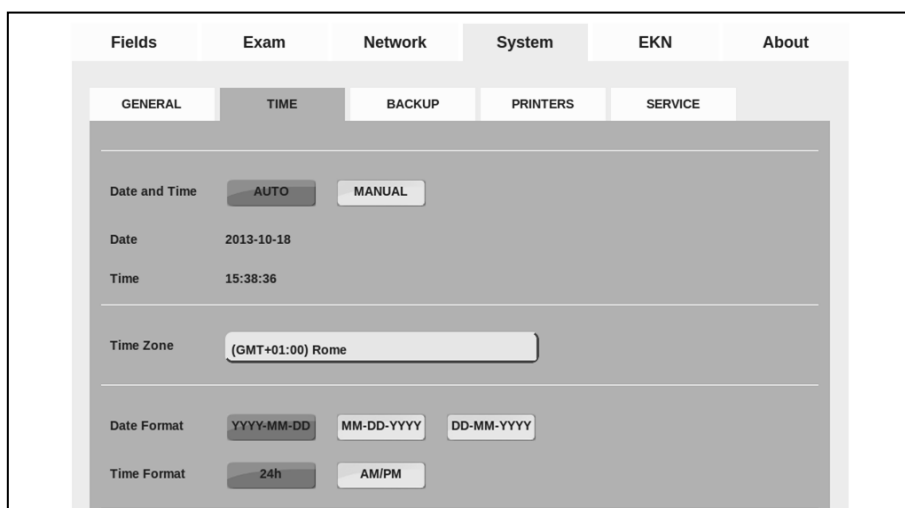 Fields Exam Network System EKN About
GENERAL TIME BACKUP PRINTERS SERVICE
Date and Time AUTO MANUAL
Date 2013-10-18
Time 15:38:36
Time Zone (GMT+01:00) Rome
Date Format YYYY-MM-DD MM-DD-YYYY DD-MM-YYYY
Time Format 24h AM/PM